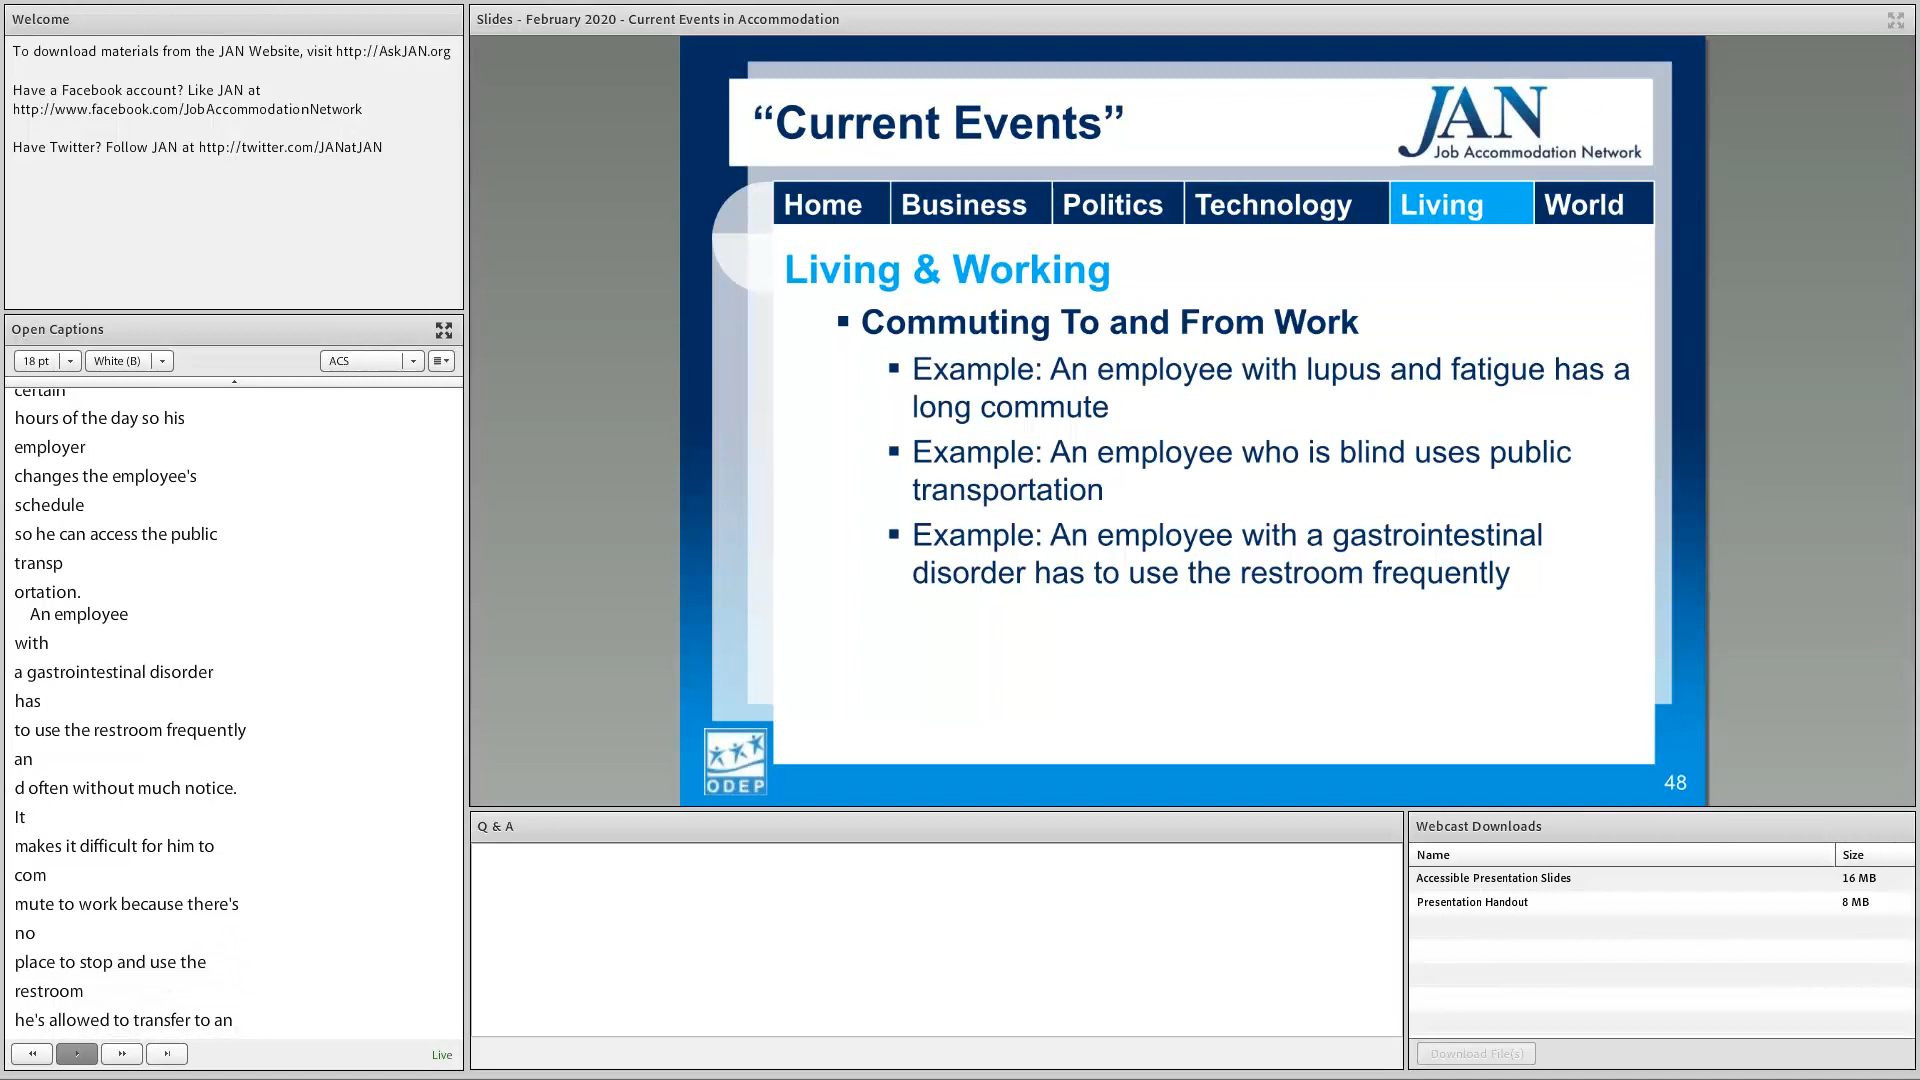 Welcome
To download materials from the JAN Website, visit http://AskJAN.org
Have a Facebook account? Like JAN at
http://www.facebook.com/JobAccommodationNetwork
Have Twitter? Follow JAN at http://twitter.com/JANatJAN
Open Captions
18 pt
White (B)
ACS
certain
hours of the day so his
employer
changes the employee's
schedule
so he can access the public
transp
ortation.
An employee
with
a gastrointestinal disorder
has
to use the restroom frequently
an
d often without much notice.
It
makes it difficult for him to
com
mute to work because there's
no
place to stop and use the
restroom
he's allowed to transfer to an
Live
Slides - February 2020 - Current Events in Accommodation
“Current Events”
JAN
Job Accommodation Network
Home Business Politics Technology Living World
Living & Working
▪ Commuting To and From Work
▪ Example: An employee with lupus and fatigue has a
long commute
▪ Example: An employee who is blind uses public
transportation
▪ Example: An employee with a gastrointestinal
disorder has to use the restroom frequently
ODEP
48
Q & A
Webcast Downloads
Name Size
Accessible Presentation Slides 16 MB
Presentation Handout 8 MB
Download File(s)